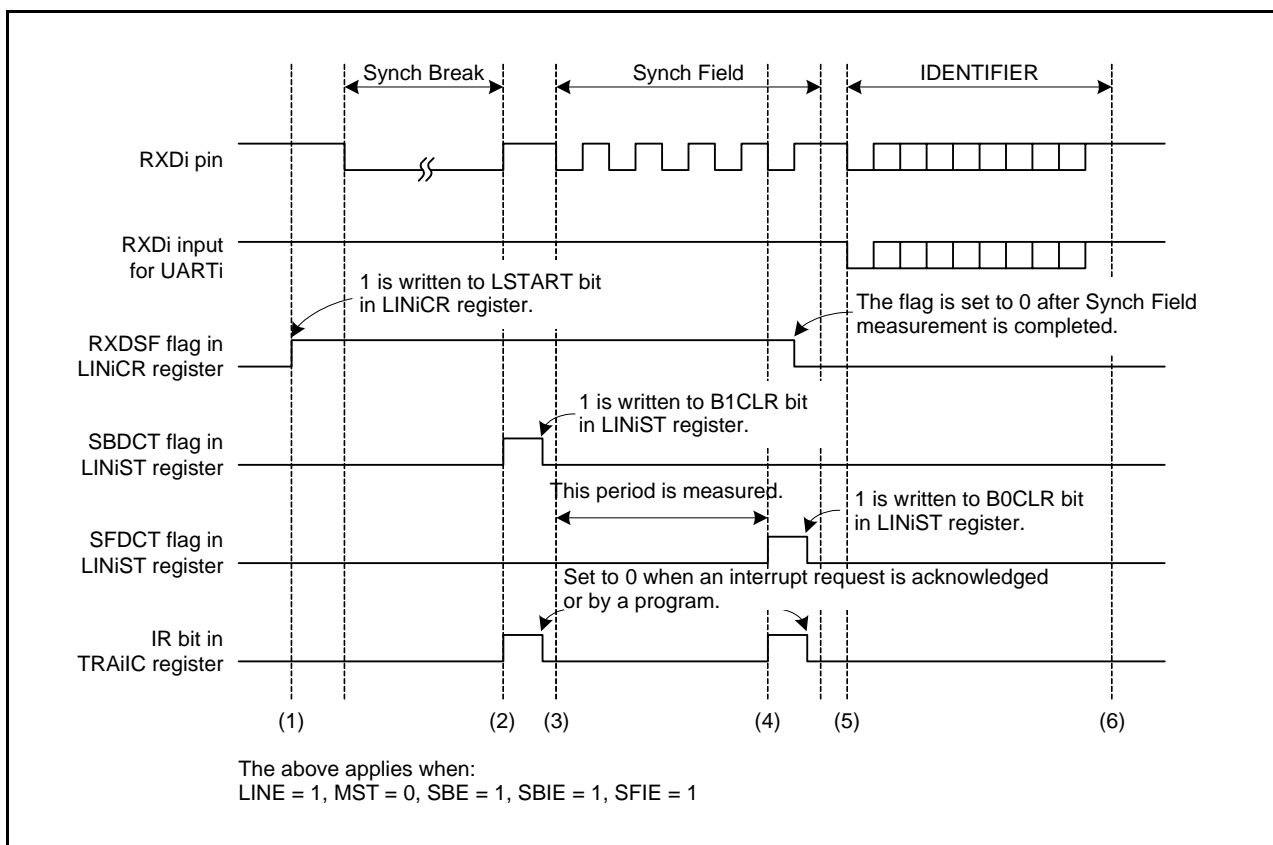 Synch Break
Synch Field
IDENTIFIER
RXDi pin
RXDi input
for UARTi
1 is written to LSTART bit
in LINiCR register.
The flag is set to 0 after Synch Field
measurement is completed.
RXDSF flag in
LINiCR register
1 is written to B1CLR bit
in LINiST register.
SBDCT flag in
LINiST register
This period is measured.
1 is written to B0CLR bit
in LINiST register.
SFDCT flag in
LINiST register
Set to 0 when an interrupt request is acknowledged
or by a program.
IR bit in
TRAiIC register
(1)
(2)
(3)
(4)
(5)
(6)
The above applies when:
LINE = 1, MST = 0, SBE = 1, SBIE = 1, SFIE = 1